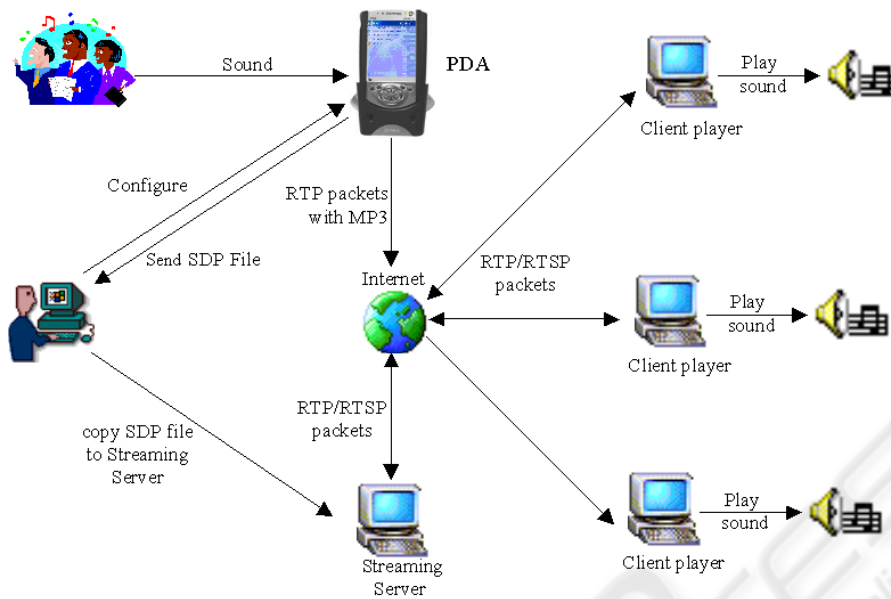 Sound
PDA
Play
sound
Client player
Configure
RTP packets
with MP3
Send SDP File
Internet
RTP/RTSP
packets
Play
sound
Client player
RTP/RTSP
packets
copy SDP file
to Streaming
Server
Play
sound
Client player
Streaming
Server